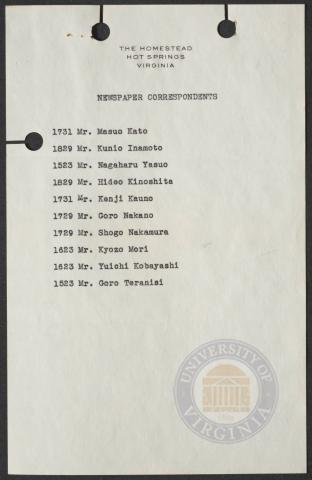 THE HOMESTEAD
HOT SPRINGS
VIRGINIA
NEWSPAPER CORRESPONDENTS
1731 Mr. Masuo Kato
1829 Mr. Kunio Inamoto
1523 Mr. Nagaharu Yasuo
1829 Mr. Hideo Kinoshita
1731 Mr. Kenji Kauno
1729 Mr. Goro Nakano
1729 Mr. Shogo Nakamura
1623 Mr. Kyozo Mori
1623 Mr. Yuichi Kobayashi
1523 Mr. Goro Teranisi
UNIVERSITY OF VIRGINIA